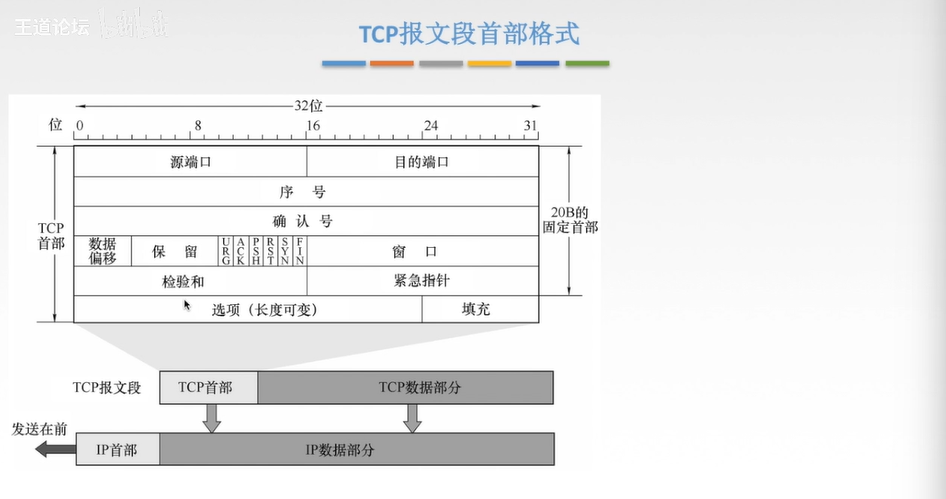 王道论坛
TCP报文段首部格式
32位
位 0 8 16 24 31
源端口 目的端口
序 号
TCP首部
确 认 号
20B的固定首部
数据偏移 保 留 URG ACK PSH RST SYN FIN 窗 口
检验和 紧急指针
选项（长度可变） 填充
TCP报文段 TCP首部 TCP数据部分
发送在前
IP首部 IP数据部分